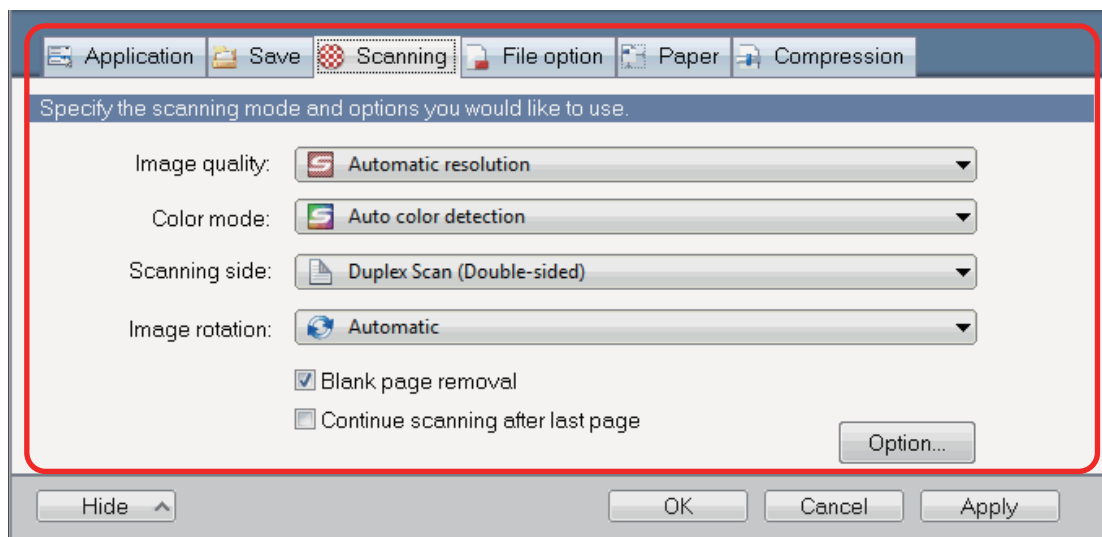 Application Save Scanning File option Paper Compression
Specify the scanning mode and options you would like to use.
Image quality: Automatic resolution
Color mode: Auto color detection
Scanning side: Duplex Scan (Double-sided)
Image rotation: Automatic
Blank page removal
Continue scanning after last page
Option...
Hide OK Cancel Apply